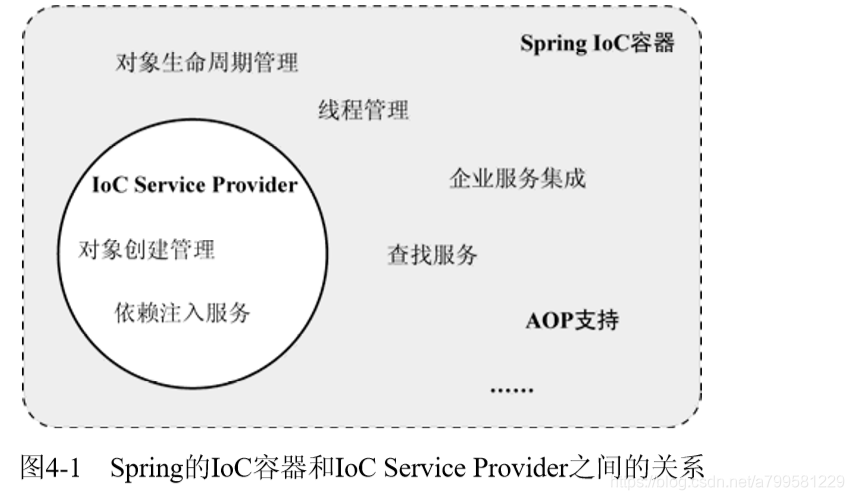 Spring IoC容器
对象生命周期管理
线程管理
IoC Service Provider
企业服务集成
对象创建管理
查找服务
依赖注入服务
AOP支持
......
图4-1 Spring的IoC容器和IoC Service Provider之间的关系
https://blog.csdn.net/a799581229